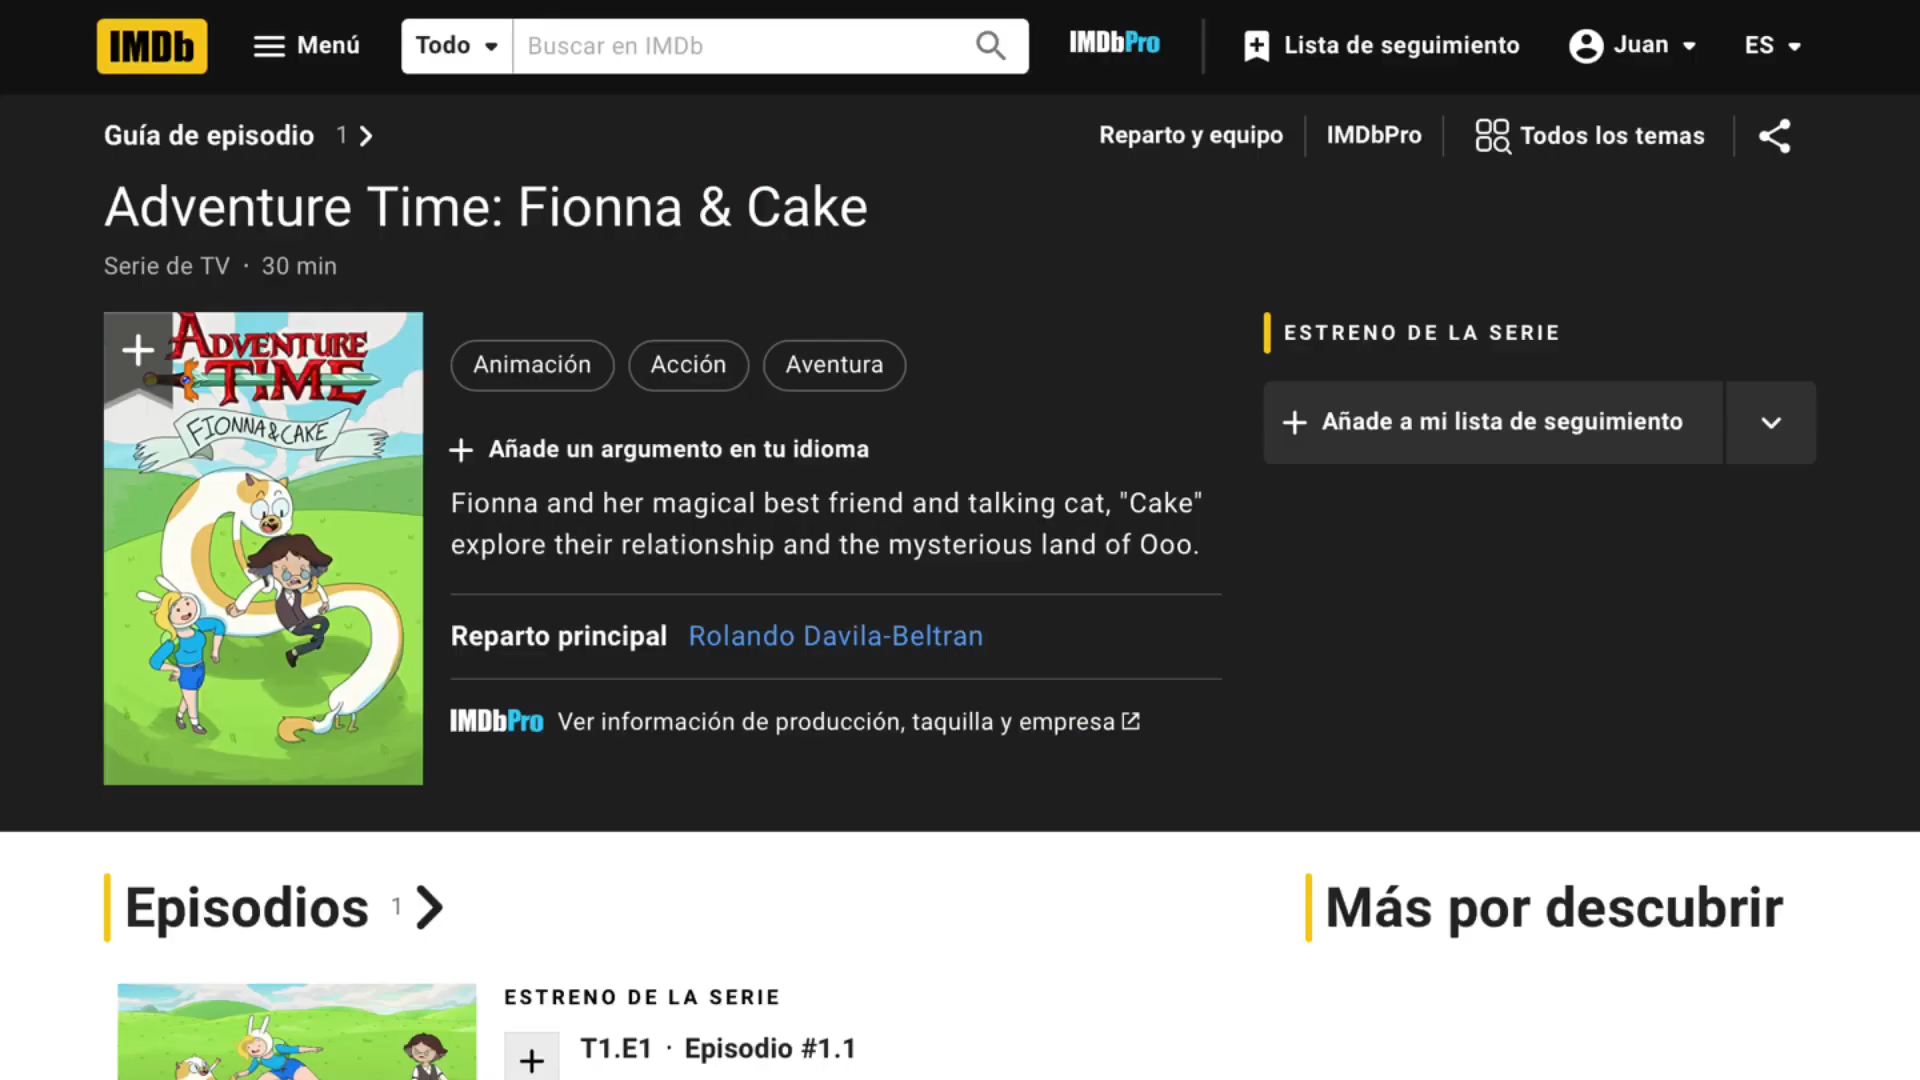 IMDb Menú Todo Buscar en IMDb IMDbPro Lista de seguimiento Juan ES
Guía de episodio 1 Reparto y equipo IMDbPro Todos los temas
Adventure Time: Fionna & Cake
Serie de TV · 30 min
ADVENTURE
TIME
FIONNA & CAKE
Animación Acción Aventura
ESTRENO DE LA SERIE
Añade a mi lista de seguimiento
Añade un argumento en tu idioma
Fionna and her magical best friend and talking cat, "Cake"
explore their relationship and the mysterious land of Ooo.
Reparto principal Rolando Davila-Beltran
IMDbPro Ver información de producción, taquilla y empresa
Episodios 1
Más por descubrir
ESTRENO DE LA SERIE
T1.E1 · Episodio #1.1